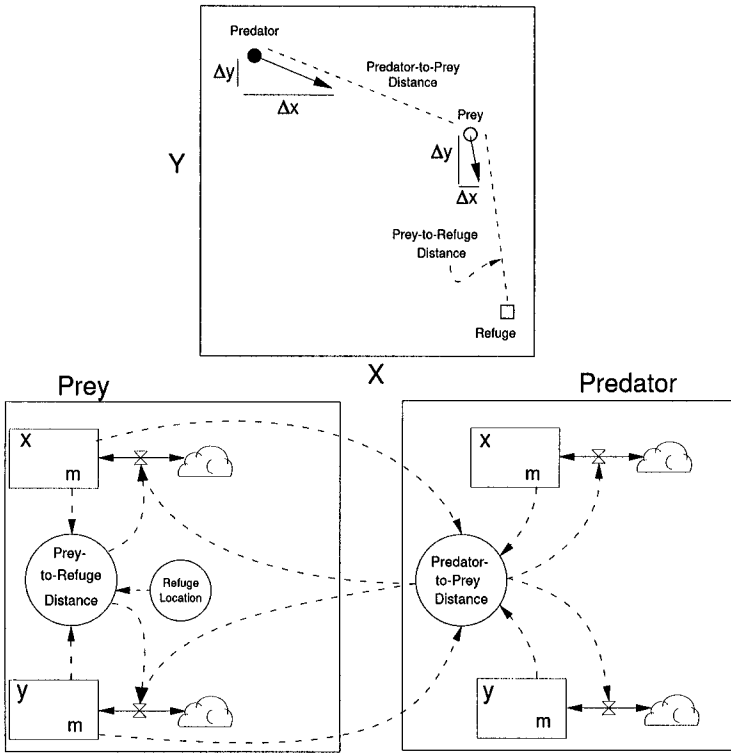 Predator
Δy
Δx
Predator-to-Prey
Distance
Prey
Δy
Δx
Y
Prey-to-Refuge
Distance
Refuge
X
Prey
Predator
x
m
x
m
Prey-
to-Refuge
Distance
Refuge
Location
Predator-
to-Prey
Distance
y
m
y
m